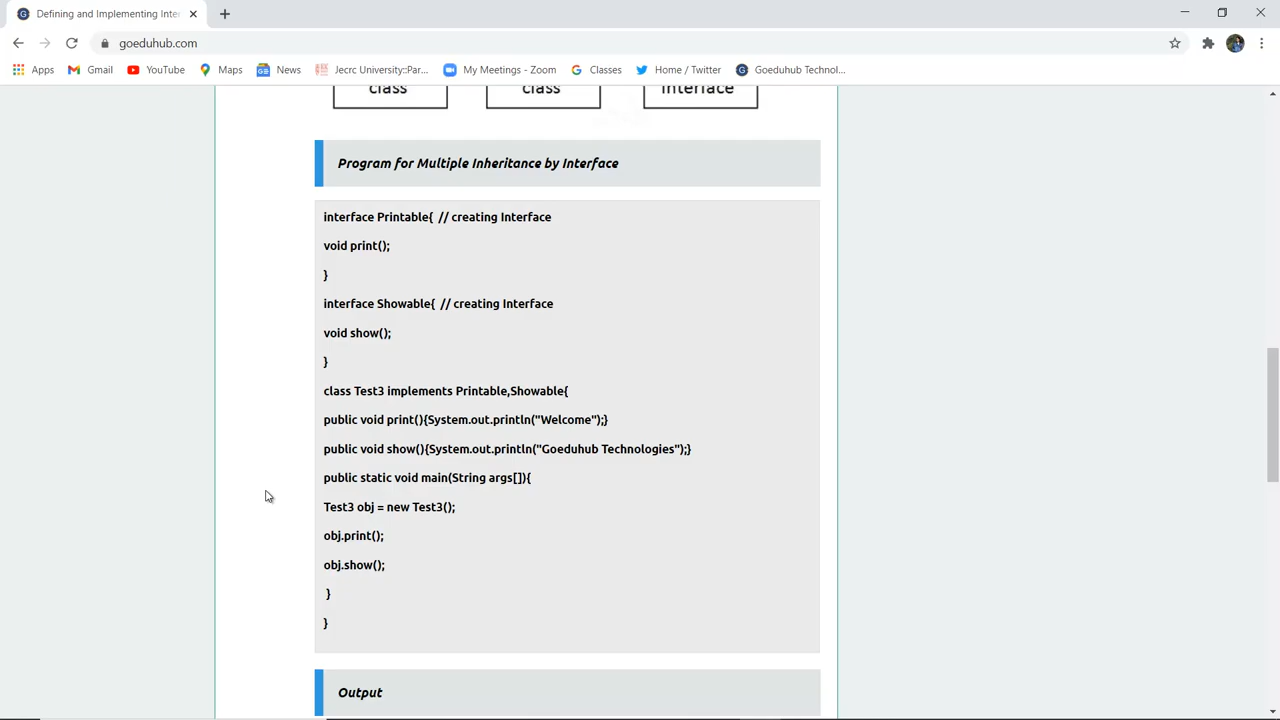 Defining and Implementing Inter
goeduhub.com
Apps Gmail YouTube Maps News Jecrc University::Par... My Meetings - Zoom Classes Home / Twitter Goeduhub Technol...
class class interface
Program for Multiple Inheritance by Interface
interface Printable{ // creating Interface
void print();
}
interface Showable{ // creating Interface
void show();
}
class Test3 implements Printable,Showable{
public void print(){System.out.println("Welcome");}
public void show(){System.out.println("Goeduhub Technologies");}
public static void main(String args[]){
Test3 obj = new Test3();
obj.print();
obj.show();
}
}
Output